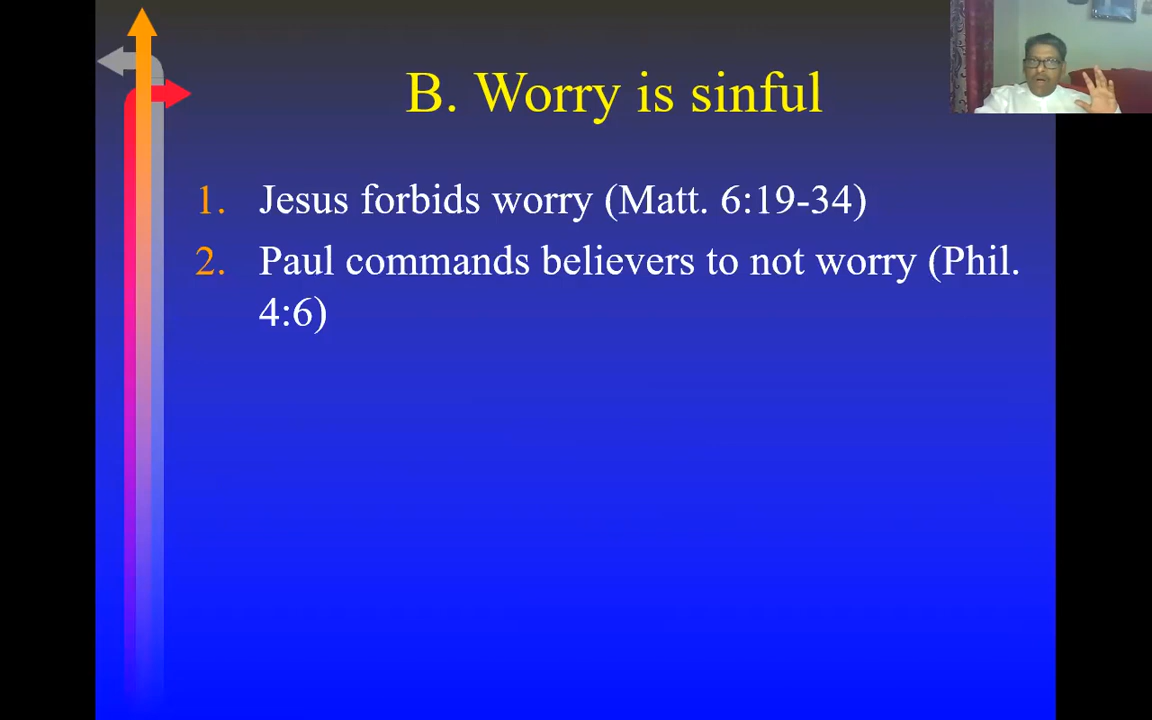 B. Worry is sinful
1. Jesus forbids worry (Matt. 6:19-34)
2. Paul commands believers to not worry (Phil.
4:6)